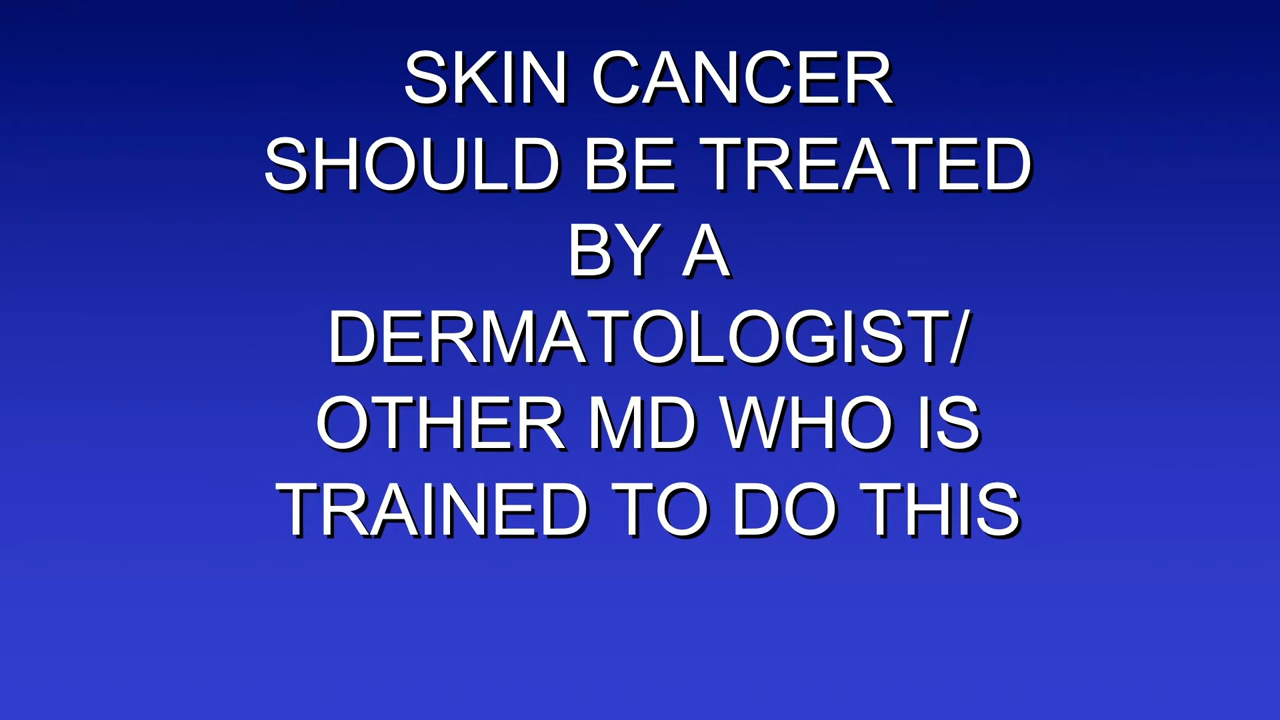 SKIN CANCER
SHOULD BE TREATED
BY A
DERMATOLOGIST/
OTHER MD WHO IS
TRAINED TO DO THIS